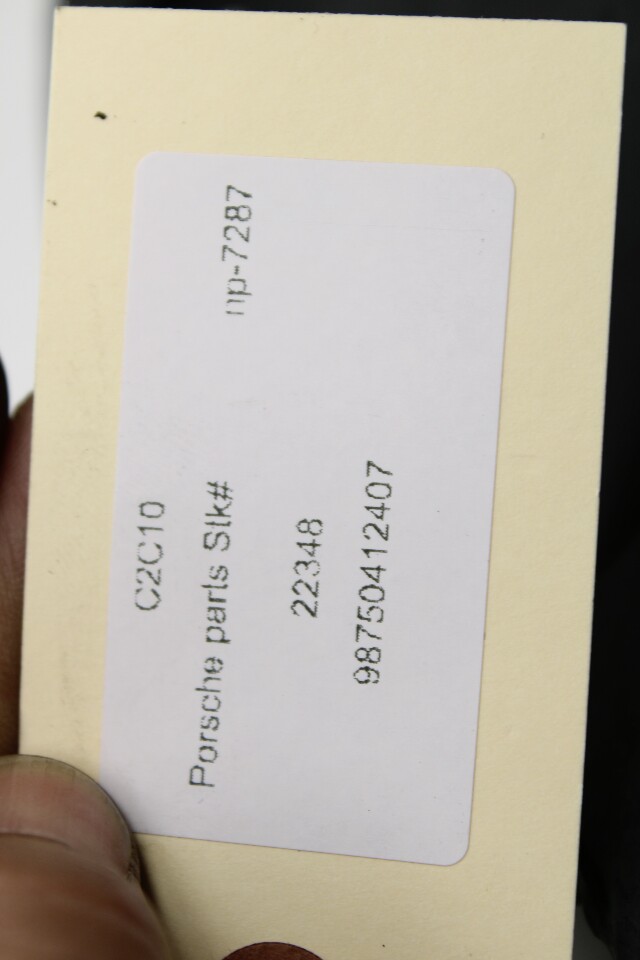 C2C10
Porsche parts Stk# np-7287
22348
98750412407